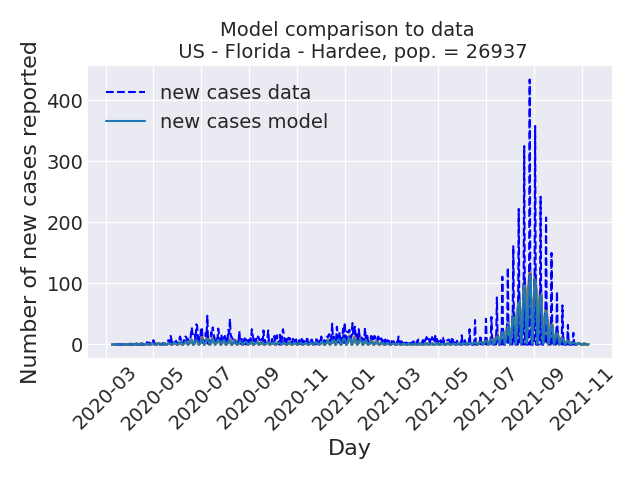 Model comparison to data
US - Florida - Hardee, pop. = 26937
Number of new cases reported
new cases data
new cases model
400
300
200
100
0
2020-03
2020-05
2020-07
2020-09
2020-11
2021-01
2021-03
2021-05
2021-07
2021-09
2021-11
Day